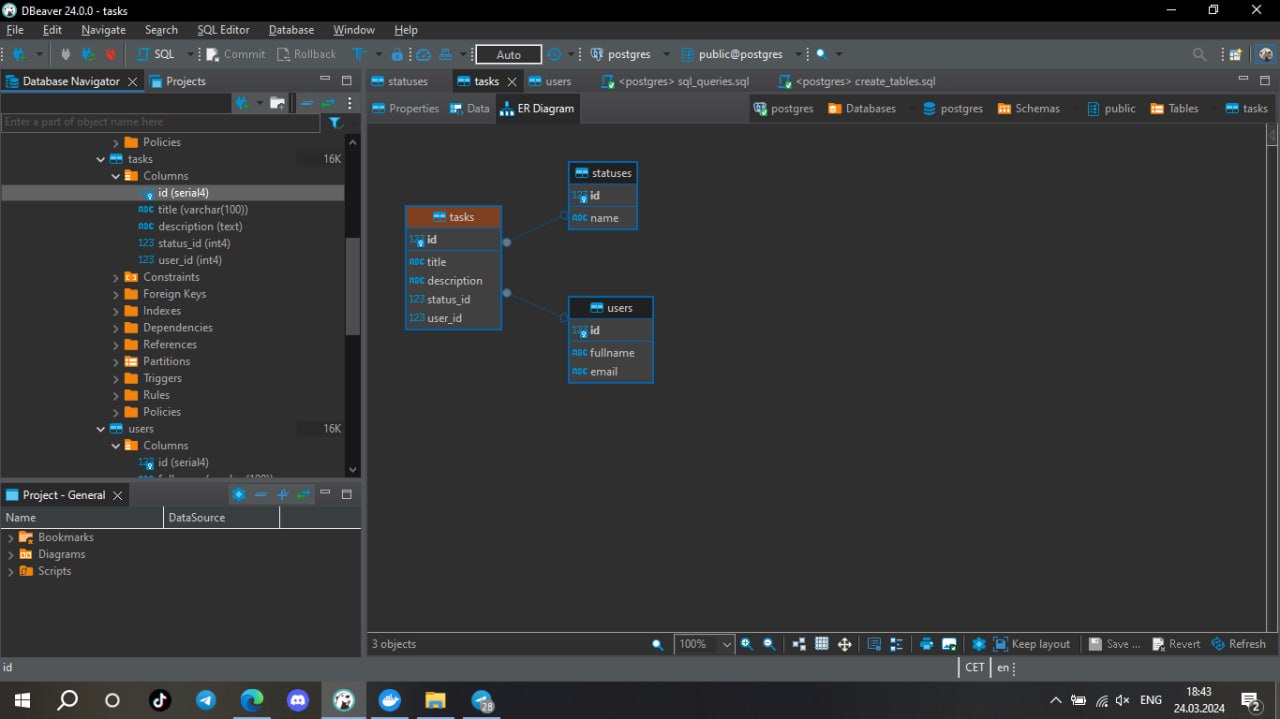 DBeaver 24.0.0 - tasks
File Edit Navigate Search SQL Editor Database Window Help
SQL Commit Rollback T Auto postgres public@postgres
Database Navigator Projects
statuses tasks users <postgres> sql_queries.sql <postgres> create_tables.sql
Properties Data ER Diagram postgres Databases postgres Schemas public Tables tasks
Enter a part of object name here
Policies
tasks 16K
Columns
123 id (serial4)
ABC title (varchar(100))
ABC description (text)
123 status_id (int4)
123 user_id (int4)
Constraints
Foreign Keys
Indexes
Dependencies
References
Partitions
Triggers
Rules
Policies
users 16K
Columns
123 id (serial4)
statuses
123 id
ABC name
tasks
123 id
ABC title
ABC description
123 status_id
123 user_id
users
123 id
ABC fullname
ABC email
Project - General
Name DataSource
Bookmarks
Diagrams
Scripts
3 objects 100% Keep layout Save ... Revert Refresh
id CET en
28 ENG 18:43
24.03.2024 2